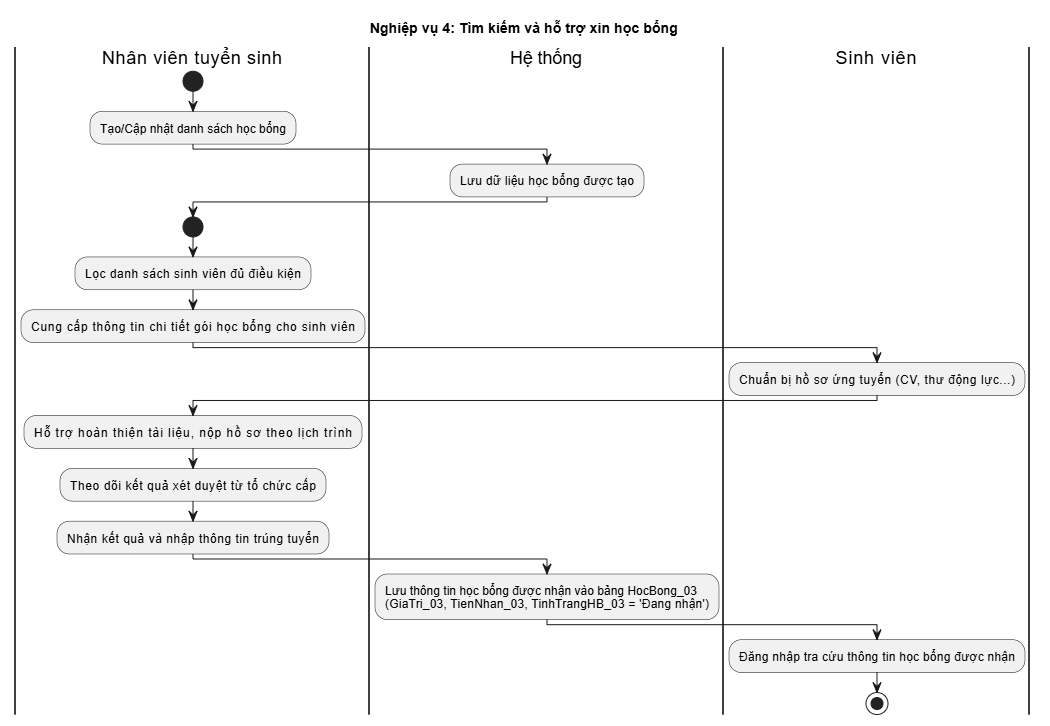 Nghiệp vụ 4: Tìm kiếm và hỗ trợ xin học bổng
Nhân viên tuyển sinh
Hệ thống
Sinh viên
Tạo/Cập nhật danh sách học bổng
Lưu dữ liệu học bổng được tạo
Lọc danh sách sinh viên đủ điều kiện
Cung cấp thông tin chi tiết gói học bổng cho sinh viên
Chuẩn bị hồ sơ ứng tuyển (CV, thư động lực...)
Hỗ trợ hoàn thiện tài liệu, nộp hồ sơ theo lịch trình
Theo dõi kết quả xét duyệt từ tổ chức cấp
Nhận kết quả và nhập thông tin trúng tuyển
Lưu thông tin học bổng được nhận vào bảng HocBong_03
(GiaTri_03, TienNhan_03, TinhTrangHB_03 = 'Đang nhận')
Đăng nhập tra cứu thông tin học bổng được nhận